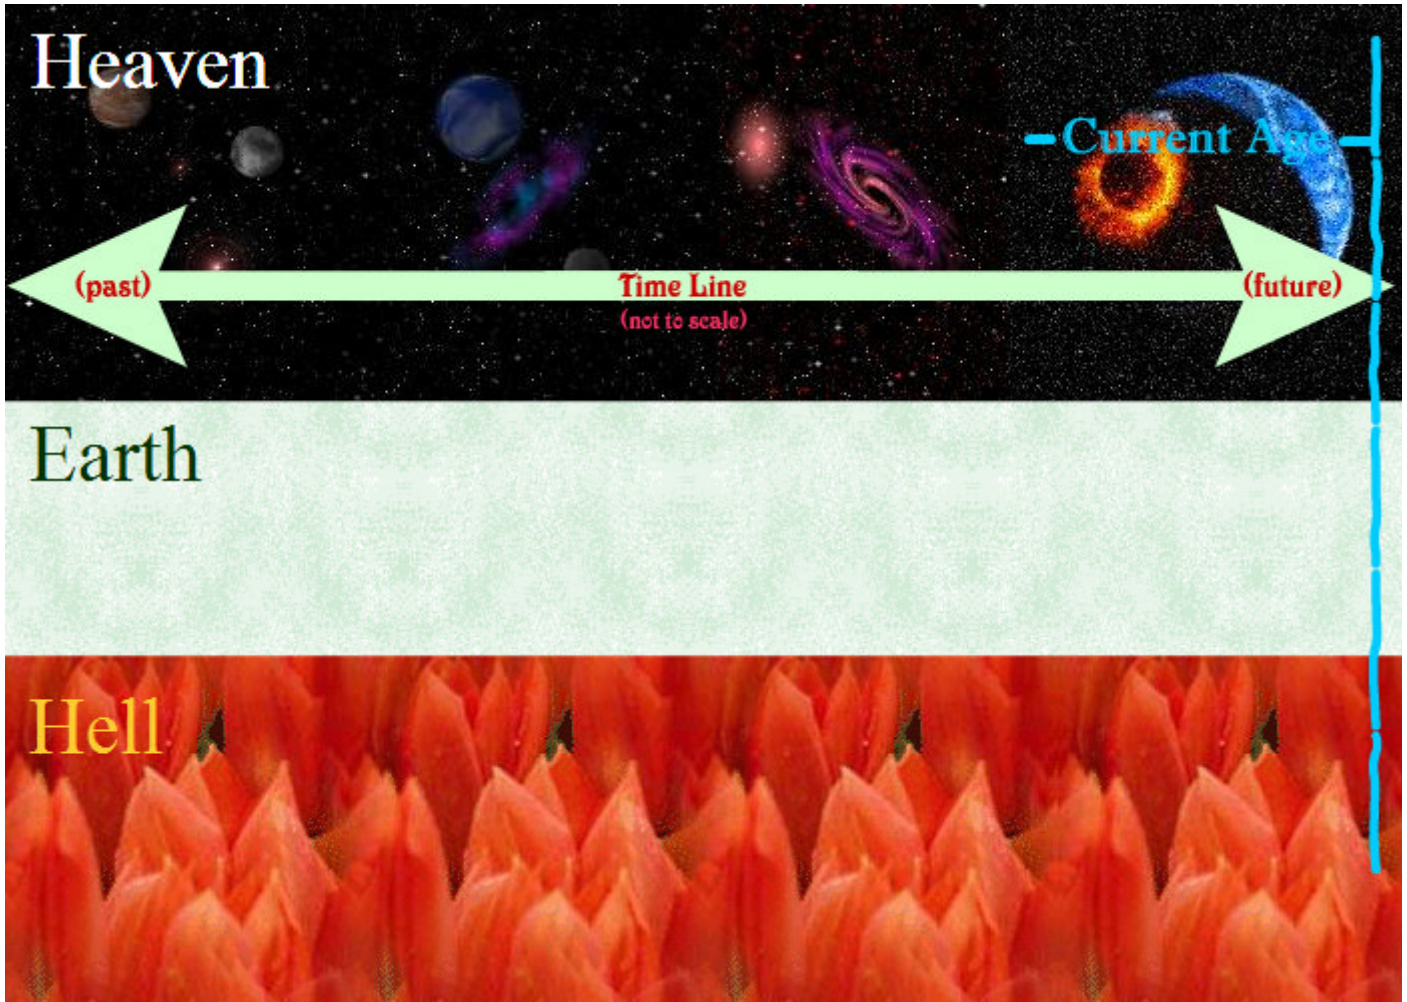 Heaven
Current Age
(past)
Time Line
(future)
(not to scale)
Earth
Hell